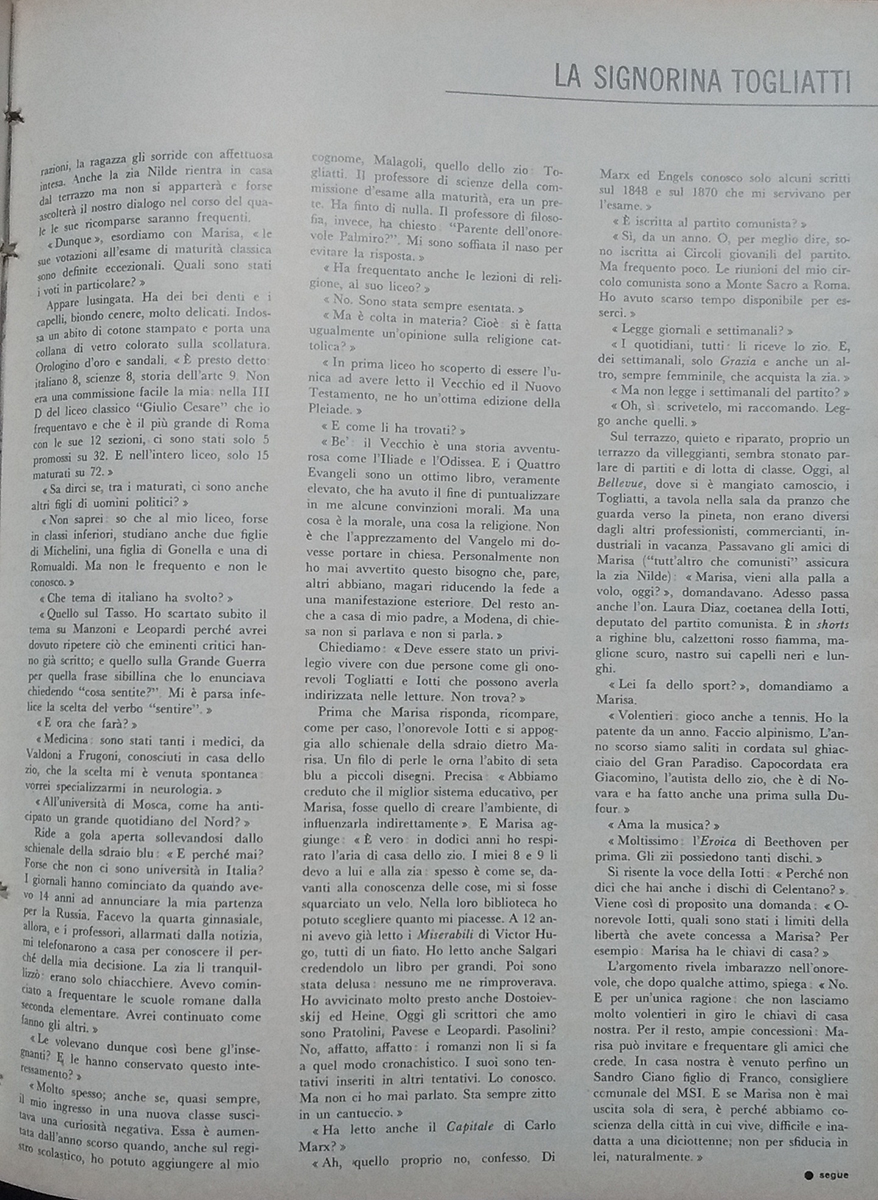 LA SIGNORINA TOGLIATTI
razioni, la ragazza gli sorride con affettuosa
intesa. Anche la zia Nilde rientra in casa
dal terrazzo ma non si apparterà e forse
ascolterà il nostro dialogo nel corso del qua-
le le sue ricomparse saranno frequenti.
« Dunque », esordiamo con Marisa, « le
sue votazioni all'esame di maturità classica
sono definite eccezionali. Quali sono stati
i voti in particolare? »
Appare lusingata. Ha dei bei denti e i
capelli, biondo cenere, molto delicati. Indos-
sa un abito di cotone stampato e porta una
collana di vetro colorato sulla scollatura.
Orologino d'oro e sandali. « È presto detto:
italiano 8, scienze 8, storia dell'arte 9. Non
era una commissione facile la mia: nella III
D del liceo classico "Giulio Cesare" che io
frequentavo e che è il più grande di Roma
con le sue 12 sezioni, ci sono stati solo 5
promossi su 32. E nell'intero liceo, solo 15
maturati su 72. »
« Sa dirci se, tra i maturati, ci sono anche
altri figli di uomini politici? »
« Non saprei: so che al mio liceo, forse
in classi inferiori, studiano anche due figlie
di Michelini, una figlia di Gonella e una di
Romualdi. Ma non le frequento e non le
conosco. »
« Che tema di italiano ha svolto? »
« Quello sul Tasso. Ho scartato subito il
tema su Manzoni e Leopardi perché avrei
dovuto ripetere ciò che eminenti critici han-
no già scritto; e quello sulla Grande Guerra
per quella frase sibillina che lo enunciava
chiedendo "cosa sentite?". Mi è parsa infe-
lice la scelta del verbo "sentire". »
« E ora che farà? »
« Medicina: sono stati tanti i medici, da
Valdoni a Frugoni, conosciuti in casa dello
zio, che la scelta mi è venuta spontanea:
vorrei specializzarmi in neurologia. »
« All'università di Mosca, come ha anti-
cipato un grande quotidiano del Nord? »
Ride a gola aperta sollevandosi dallo
schienale della sdraio blu: « E perché mai?
Forse che non ci sono università in Italia?
I giornali hanno cominciato da quando ave-
vo 14 anni ad annunciare la mia partenza
per la Russia. Facevo la quarta ginnasiale,
allora, e i professori, allarmati dalla notizia,
mi telefonarono a casa per conoscere il per-
ché della mia decisione. La zia li tranquil-
lizzò: erano solo chiacchiere. Avevo comin-
ciato a frequentare le scuole romane dalla
seconda elementare. Avrei continuato come
fanno gli altri. »
« Le volevano dunque così bene gl'inse-
gnanti? E le hanno conservato questo inte-
ressamento? »
« Molto spesso; anche se, quasi sempre,
il mio ingresso in una nuova classe susci-
tava una curiosità negativa. Essa è aumen-
tata dall'anno scorso quando, anche sul regi-
stro scolastico, ho potuto aggiungere al mio
cognome, Malagoli, quello dello zio: To-
gliatti. Il professore di scienze della com-
missione d'esame alla maturità, era un pre-
te. Ha finto di nulla. Il professore di filoso-
fia, invece, ha chiesto: "Parente dell'onore-
vole Palmiro?". Mi sono soffiata il naso per
evitare la risposta. »
« Ha frequentato anche le lezioni di reli-
gione, al suo liceo? »
« No. Sono stata sempre esentata. »
« Ma è colta in materia? Cioè: si è fatta
ugualmente un'opinione sulla religione cat-
tolica? »
« In prima liceo ho scoperto di essere l'u-
nica ad avere letto il Vecchio ed il Nuovo
Testamento, ne ho un'ottima edizione della
Pleiade. »
« E come li ha trovati? »
« Be': il Vecchio è una storia avventu-
rosa come l'Iliade e l'Odissea. E i Quattro
Evangeli sono un ottimo libro, veramente
elevato, che ha avuto il fine di puntualizzare
in me alcune convinzioni morali. Ma una
cosa è la morale, una cosa la religione. Non
è che l'apprezzamento del Vangelo mi do-
vesse portare in chiesa. Personalmente non
ho mai avvertito questo bisogno che, pare,
altri abbiano, magari riducendo la fede a
una manifestazione esteriore. Del resto an-
che a casa di mio padre, a Modena, di chie-
sa non si parlava e non si parla. »
Chiediamo: « Deve essere stato un privi-
legio vivere con due persone come gli ono-
revoli Togliatti e Iotti che possono averla
indirizzata nelle letture. Non trova? »
Prima che Marisa risponda, ricompare,
come per caso, l'onorevole Iotti e si appog-
gia allo schienale della sdraio dietro Ma-
risa. Un filo di perle le orna l'abito di seta
blu a piccoli disegni. Precisa: « Abbiamo
creduto che il miglior sistema educativo, per
Marisa, fosse quello di creare l'ambiente, di
influenzarla indirettamente ». E Marisa ag-
giunge: « È vero: in dodici anni ho respi-
rato l'aria di casa dello zio. I miei 8 e 9 li
devo a lui e alla zia: spesso è come se, da-
vanti alla conoscenza delle cose, mi si fosse
squarciato un velo. Nella loro biblioteca ho
potuto scegliere quanto mi piacesse. A 12 an-
ni avevo già letto i Miserabili di Victor Hu-
go, tutti di un fiato. Ho letto anche Salgari
credendolo un libro per grandi. Poi sono
stata delusa: nessuno me ne rimproverava.
Ho avvicinato molto presto anche Dostoiev-
skij ed Heine. Oggi gli scrittori che amo
sono Pratolini, Pavese e Leopardi. Pasolini?
No, affatto, affatto: i romanzi non li si fa
a quel modo cronachistico. I suoi sono ten-
tativi inseriti in altri tentativi. Lo conosco.
Ma non ci ho mai parlato. Sta sempre zitto
in un cantuccio. »
« Ha letto anche il Capitale di Carlo
Marx? »
« Ah, quello proprio no, confesso. Di
Marx ed Engels conosco solo alcuni scritti
sul 1848 e sul 1870 che mi servivano per
l'esame. »
« È iscritta al partito comunista? »
« Sì, da un anno. O, per meglio dire, so-
no iscritta ai Circoli giovanili del partito.
Ma frequento poco. Le riunioni del mio cir-
colo comunista sono a Monte Sacro a Roma.
Ho avuto scarso tempo disponibile per es-
serci. »
« Legge giornali e settimanali? »
« I quotidiani, tutti: li riceve lo zio. E,
dei settimanali, solo Grazia e anche un al-
tro, sempre femminile, che acquista la zia. »
« Ma non legge i settimanali del partito? »
« Oh, sì: scrivetelo, mi raccomando. Leg-
go anche quelli. »
Sul terrazzo, quieto e riparato, proprio un
terrazzo da villeggianti, sembra stonato par-
lare di partiti e di lotta di classe. Oggi, al
Bellevue, dove si è mangiato camoscio, i
Togliatti, a tavola nella sala da pranzo che
guarda verso la pineta, non erano diversi
dagli altri professionisti, commercianti, in-
dustriali in vacanza. Passavano gli amici di
Marisa ("tutt'altro che comunisti" assicura
la zia Nilde): « Marisa, vieni alla palla a
volo, oggi? », domandavano. Adesso passa
anche l'on. Laura Diaz, coetanea della Iotti,
deputato del partito comunista. È in shorts
a righine blu, calzettoni rosso fiamma, ma-
glione scuro, nastro sui capelli neri e lun-
ghi.
« Lei fa dello sport? », domandiamo a
Marisa.
« Volentieri: gioco anche a tennis. Ho la
patente da un anno. Faccio alpinismo. L'an-
no scorso siamo saliti in cordata sul ghiac-
ciaio del Gran Paradiso. Capocordata era
Giacomino, l'autista dello zio, che è di No-
vara e ha fatto anche una prima sulla Du-
four. »
« Ama la musica? »
« Moltissimo: l'Eroica di Beethoven per
prima. Gli zii possiedono tanti dischi. »
Si risente la voce della Iotti: « Perché non
dici che hai anche i dischi di Celentano? ».
Viene così di proposito una domanda: « O-
norevole Iotti, quali sono stati i limiti della
libertà che avete concessa a Marisa? Per
esempio: Marisa ha le chiavi di casa? »
L'argomento rivela imbarazzo nell'onore-
vole, che dopo qualche attimo, spiega: « No.
E per un'unica ragione: che non lasciamo
molto volentieri in giro le chiavi di casa
nostra. Per il resto, ampie concessioni: Ma-
risa può invitare e frequentare gli amici che
crede. In casa nostra è venuto perfino un
Sandro Ciano figlio di Franco, consigliere
comunale del MSI. E se Marisa non è mai
uscita sola di sera, è perché abbiamo co-
scienza della città in cui vive, difficile e ina-
datta a una diciottenne; non per sfiducia in
lei, naturalmente. »
● segue